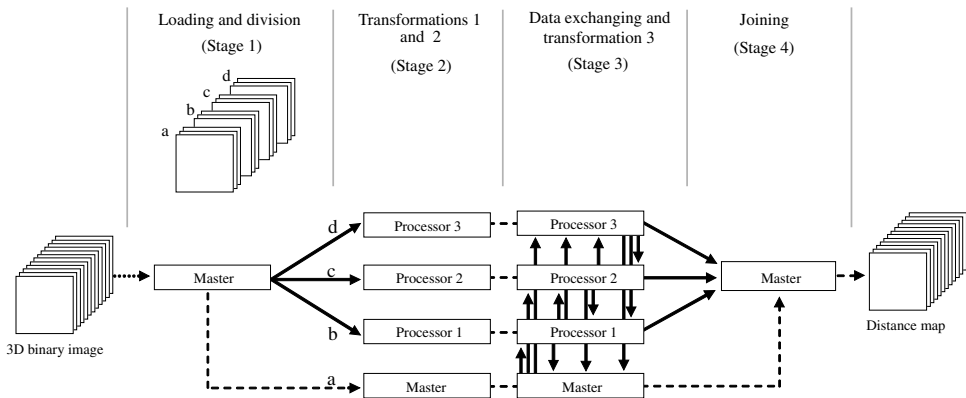 Loading and division
(Stage 1)
Transformations 1
and 2
(Stage 2)
Data exchanging and
transformation 3
(Stage 3)
Joining
(Stage 4)
d
c
b
a
d
Processor 3
Processor 3
Master
c
Processor 2
Processor 2
Master
b
Processor 1
Processor 1
a
Master
Master
3D binary image
Distance map